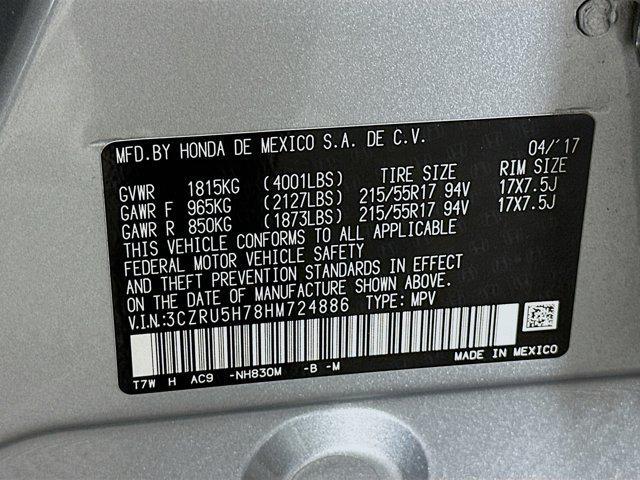 MFD.BY HONDA DE MEXICO S.A. DE C.V. 04/'17
TIRE SIZE RIM SIZE
GVWR 1815KG (4001LBS)
GAWR F 965KG (2127LBS) 215/55R17 94V 17X7.5J
GAWR R 850KG (1873LBS) 215/55R17 94V 17X7.5J
THIS VEHICLE CONFORMS TO ALL APPLICABLE
FEDERAL MOTOR VEHICLE SAFETY
AND THEFT PREVENTION STANDARDS IN EFFECT
ON THE DATE OF MANUFACTURE SHOWN ABOVE.
V.I.N.:3CZRU5H78HM724886 TYPE: MPV
T7W H AC9 -NH830M -B -M MADE IN MEXICO